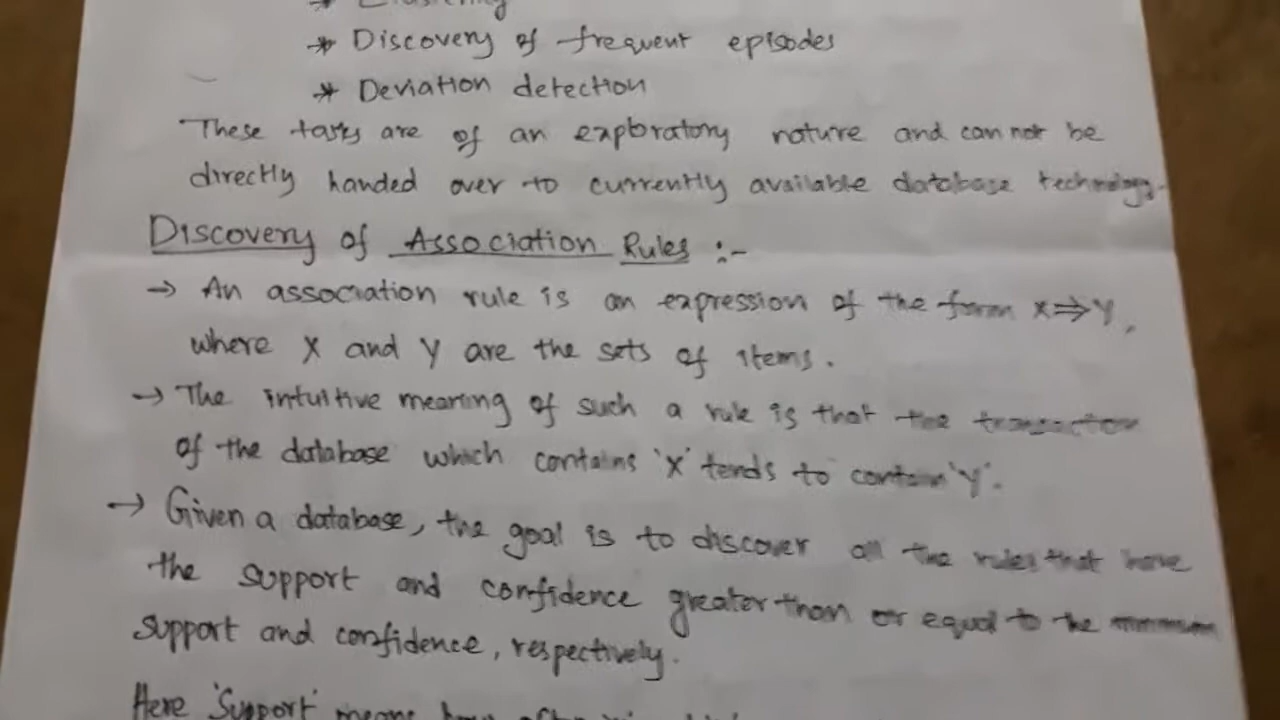 * Clustering
* Discovery of frequent episodes
* Deviation detection
These tasks are of an exploratory nature and can not be
directly handed over to currently available database technology.
Discovery of Association Rules :-
→ An association rule is an expression of the form X⇒Y,
where X and Y are the sets of items.
→ The intuitive meaning of such a rule is that the transaction
of the database which contains 'X' tends to contain 'Y'.
→ Given a database, the goal is to discover all the rules that have
the support and confidence greater than or equal to the minimum
support and confidence, respectively.
Here 'Support' means how often